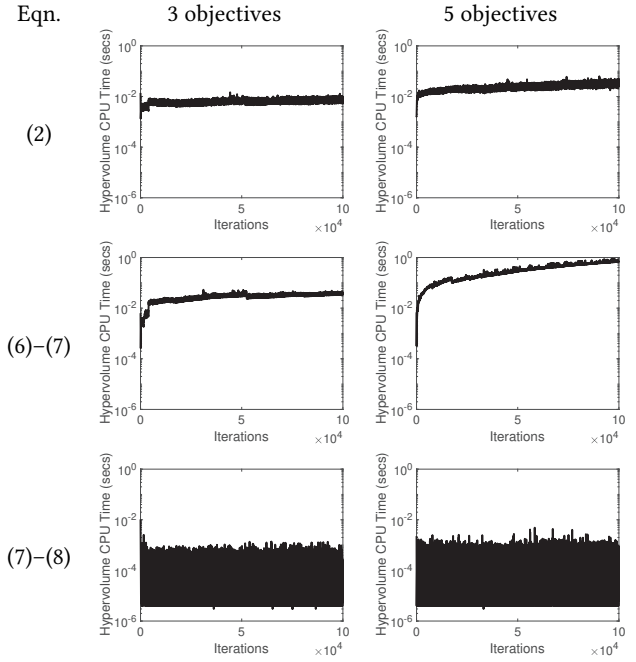 Eqn. 3 objectives 5 objectives
(2)
Hypervolume CPU Time (secs)
10^0
10^-2
10^-4
10^-6
0 5 10
Iterations ×10^4
Hypervolume CPU Time (secs)
10^0
10^-2
10^-4
10^-6
0 5 10
Iterations ×10^4
(6)–(7)
Hypervolume CPU Time (secs)
10^0
10^-2
10^-4
10^-6
0 5 10
Iterations ×10^4
Hypervolume CPU Time (secs)
10^0
10^-2
10^-4
10^-6
0 5 10
Iterations ×10^4
(7)–(8)
Hypervolume CPU Time (secs)
10^0
10^-2
10^-4
10^-6
0 5 10
Iterations ×10^4
Hypervolume CPU Time (secs)
10^0
10^-2
10^-4
10^-6
0 5 10
Iterations ×10^4